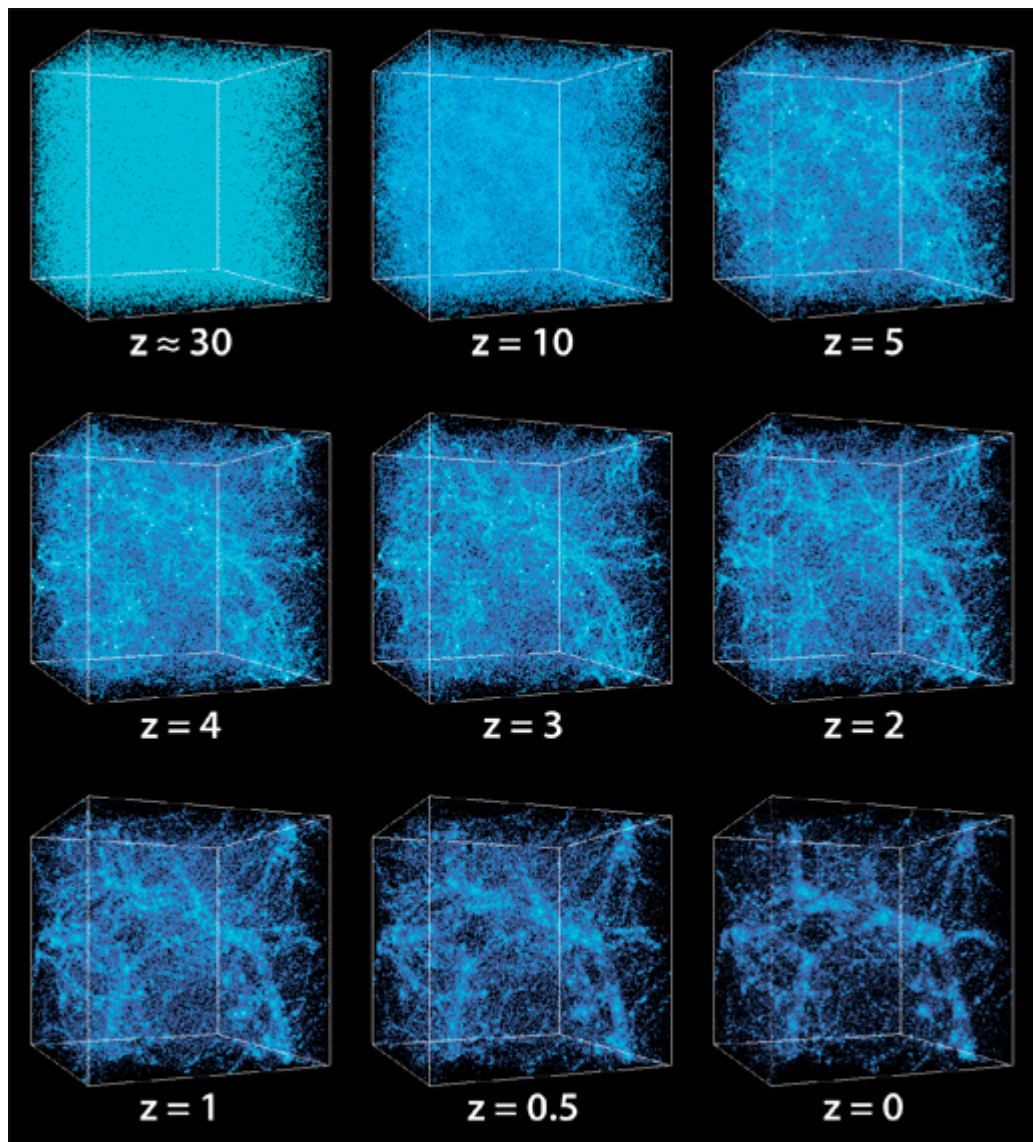 z ≈ 30
z = 10
z = 5
z = 4
z = 3
z = 2
z = 1
z = 0.5
z = 0